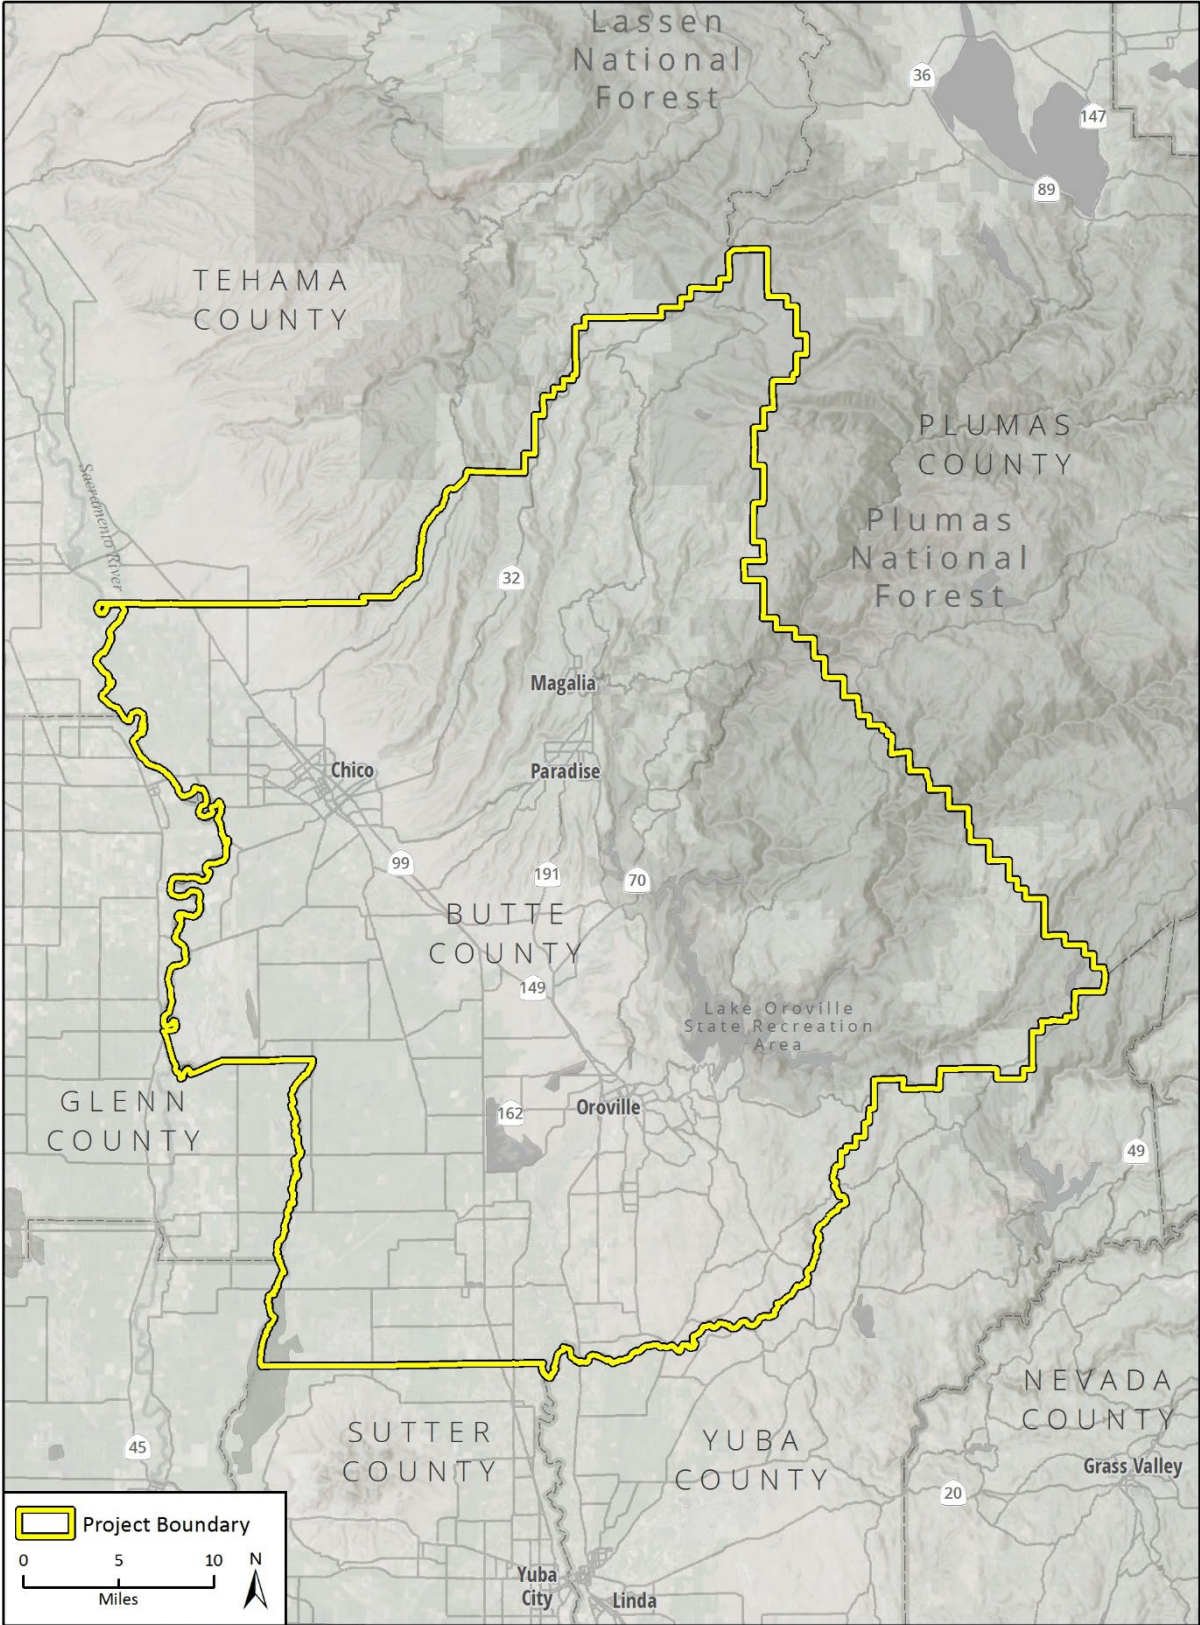 Lassen
National
Forest
36
147
89
TEHAMA
COUNTY
PLUMAS
COUNTY
Sacramento River
Plumas
National
Forest
32
Magalia
Chico
Paradise
99
191
70
BUTTE
COUNTY
149
Lake Oroville
State Recreation
Area
GLENN
COUNTY
162
Oroville
49
NEVADA
COUNTY
SUTTER
COUNTY
YUBA
COUNTY
45
Grass Valley
20
Project Boundary
0 5 10 N
Miles
Yuba
City
Linda